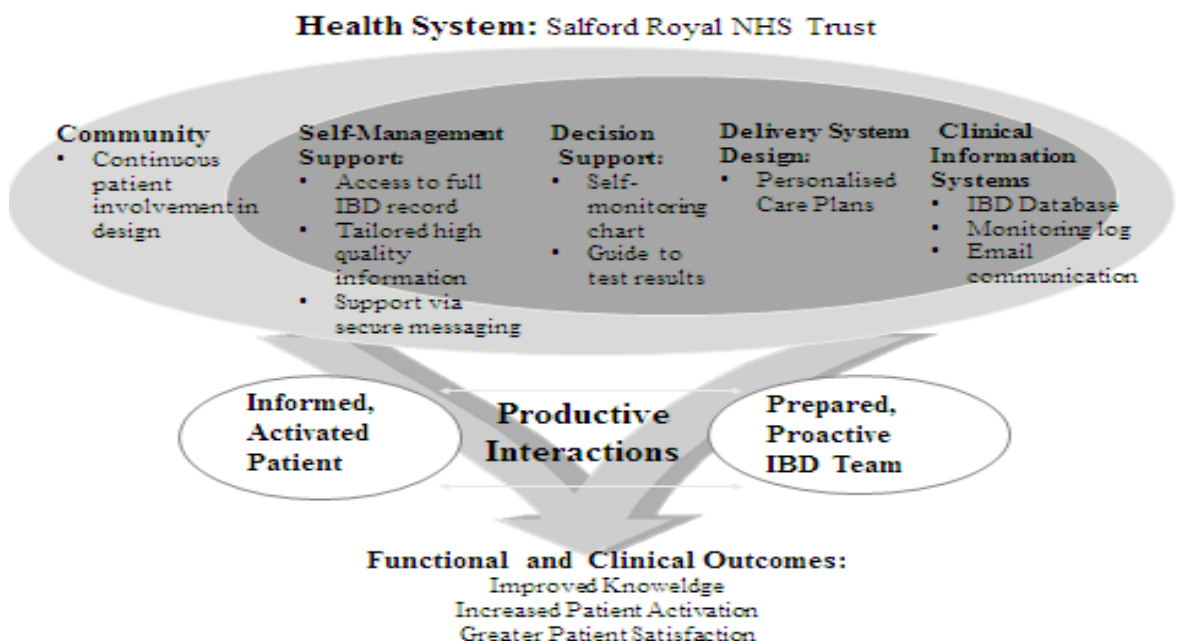 Health System: Salford Royal NHS Trust
Community
• Continuous
patient
involvement in
design
Self-Management
Support:
• Access to full
IBD record
• Tailored high
quality
information
• Support via
secure messaging
Decision
Support:
• Self-
monitoring
chart
• Guide to
test results
Delivery System
Design:
• Personalised
Care Plans
Clinical
Information
Systems
• IBD Database
• Monitoring log
• Email
communication
Informed,
Activated
Patient
Productive
Interactions
Prepared,
Proactive
IBD Team
Functional and Clinical Outcomes:
Improved Knoweldge
Increased Patient Activation
Greater Patient Satisfaction